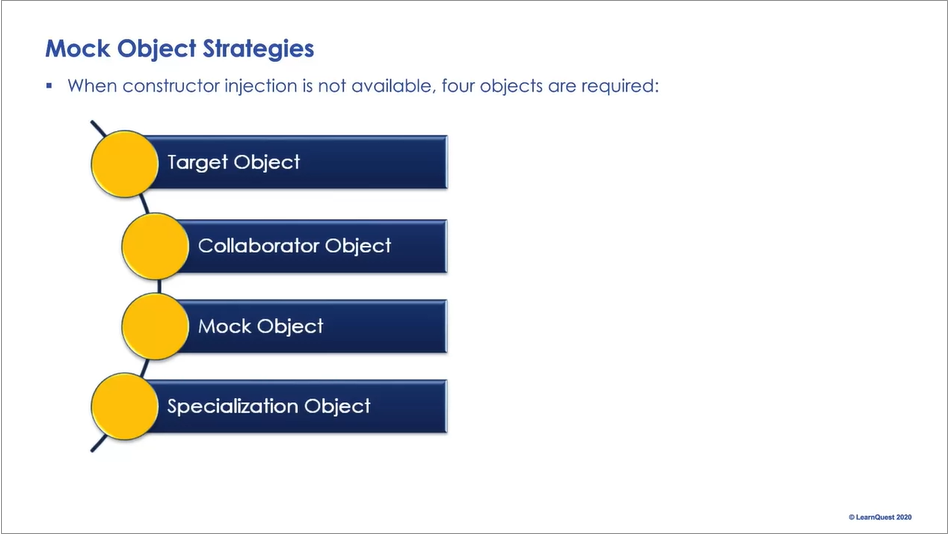 Mock Object Strategies
▪ When constructor injection is not available, four objects are required:
Target Object
Collaborator Object
Mock Object
Specialization Object
© LearnQuest 2020